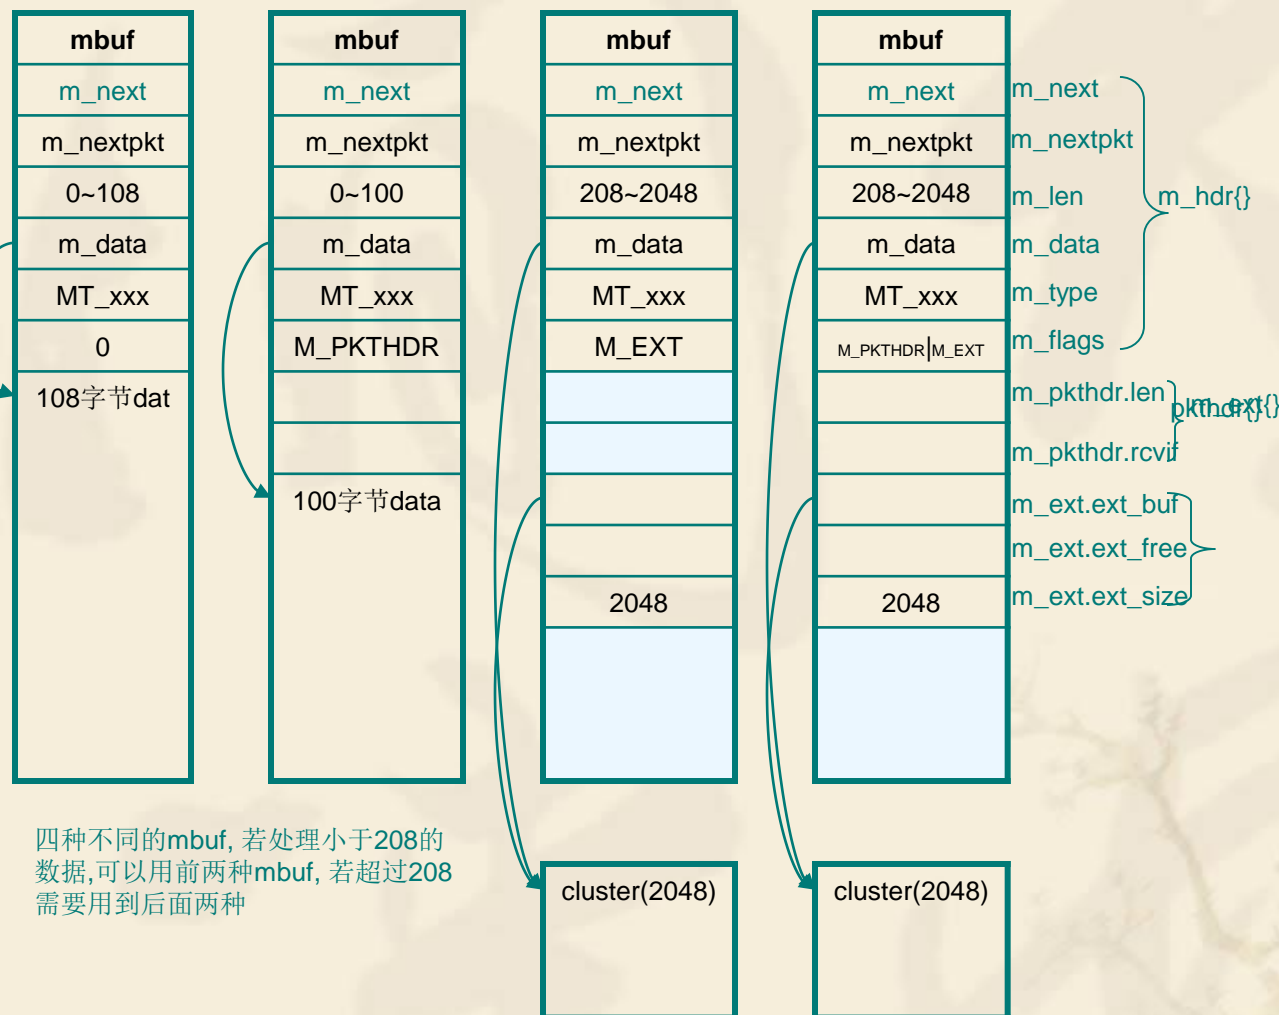 mbuf
m_next
m_nextpkt
0~108
m_data
MT_xxx
0
108字节dat
mbuf
m_next
m_nextpkt
0~100
m_data
MT_xxx
M_PKTHDR
100字节data
mbuf
m_next
m_nextpkt
208~2048
m_data
MT_xxx
M_EXT
2048
cluster(2048)
mbuf
m_next
m_nextpkt
208~2048
m_data
MT_xxx
M_PKTHDR|M_EXT
2048
cluster(2048)
m_next
m_nextpkt
m_len
m_data
m_type
m_flags
m_hdr{}
m_pkthdr.len
m_pkthdr.rcvif
pkthdr{}
m_ext{}
m_ext.ext_buf
m_ext.ext_free
m_ext.ext_size
四种不同的mbuf, 若处理小于208的
数据,可以用前两种mbuf, 若超过208
需要用到后面两种